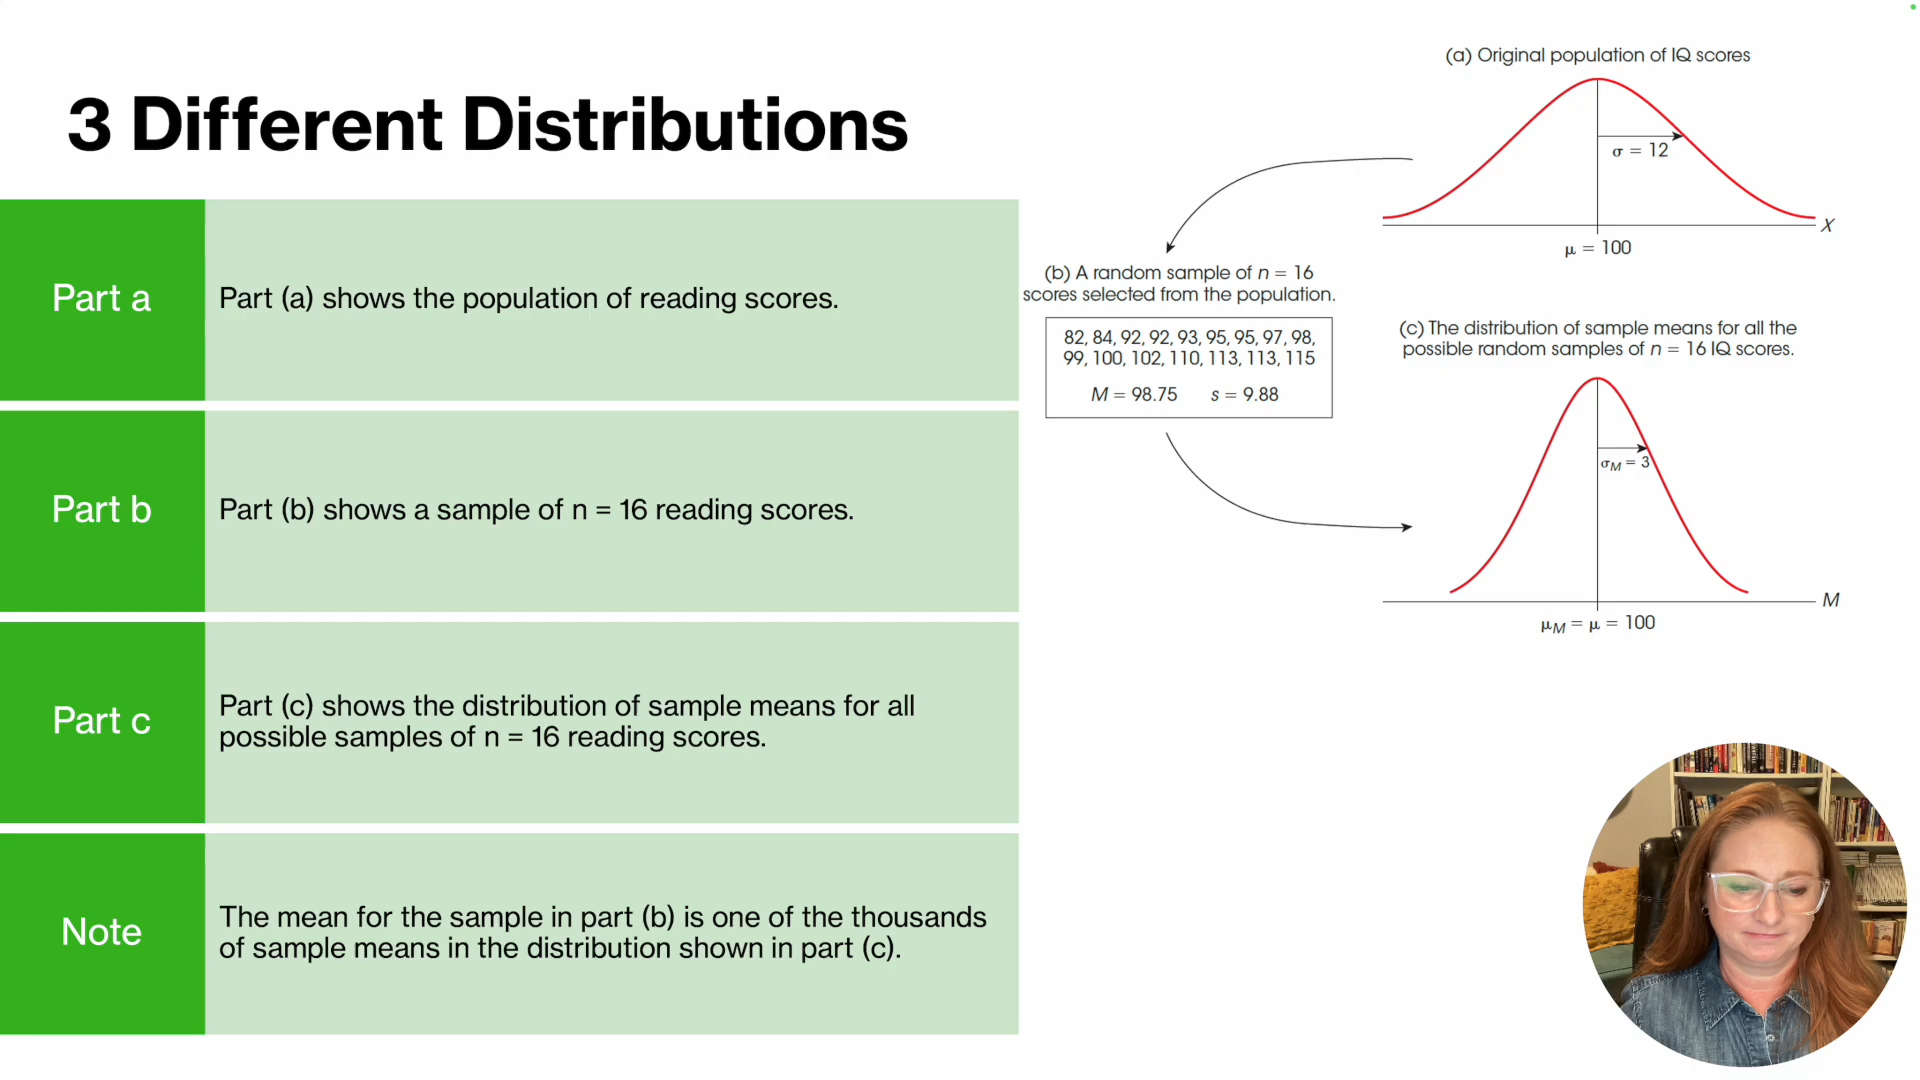 3 Different Distributions
Part a
Part (a) shows the population of reading scores.
Part b
Part (b) shows a sample of n = 16 reading scores.
Part c
Part (c) shows the distribution of sample means for all
possible samples of n = 16 reading scores.
Note
The mean for the sample in part (b) is one of the thousands
of sample means in the distribution shown in part (c).
(a) Original population of IQ scores
σ = 12
X
μ = 100
(b) A random sample of n = 16
scores selected from the population.
82, 84, 92, 92, 93, 95, 95, 97, 98,
99, 100, 102, 110, 113, 113, 115
M = 98.75 s = 9.88
(c) The distribution of sample means for all the
possible random samples of n = 16 IQ scores.
σM = 3
M
μM = μ = 100